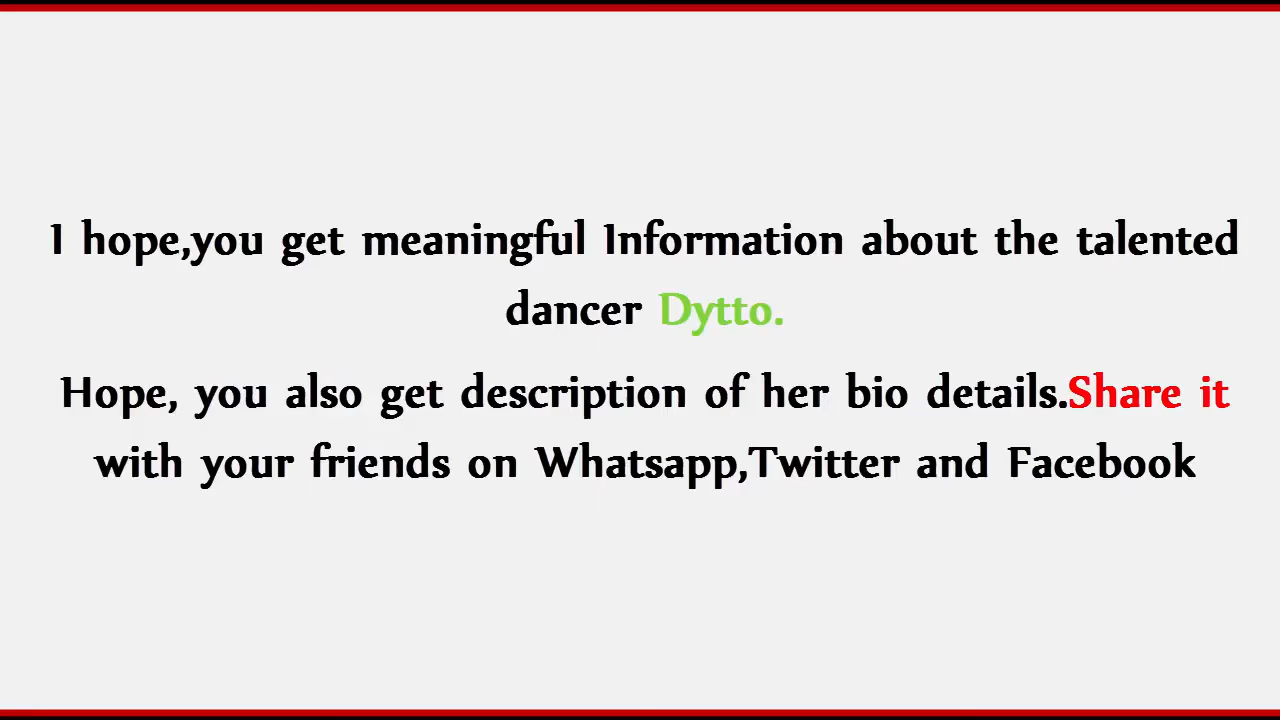 I hope,you get meaningful Information about the talented
dancer Dytto.
Hope, you also get description of her bio details.Share it
with your friends on Whatsapp,Twitter and Facebook